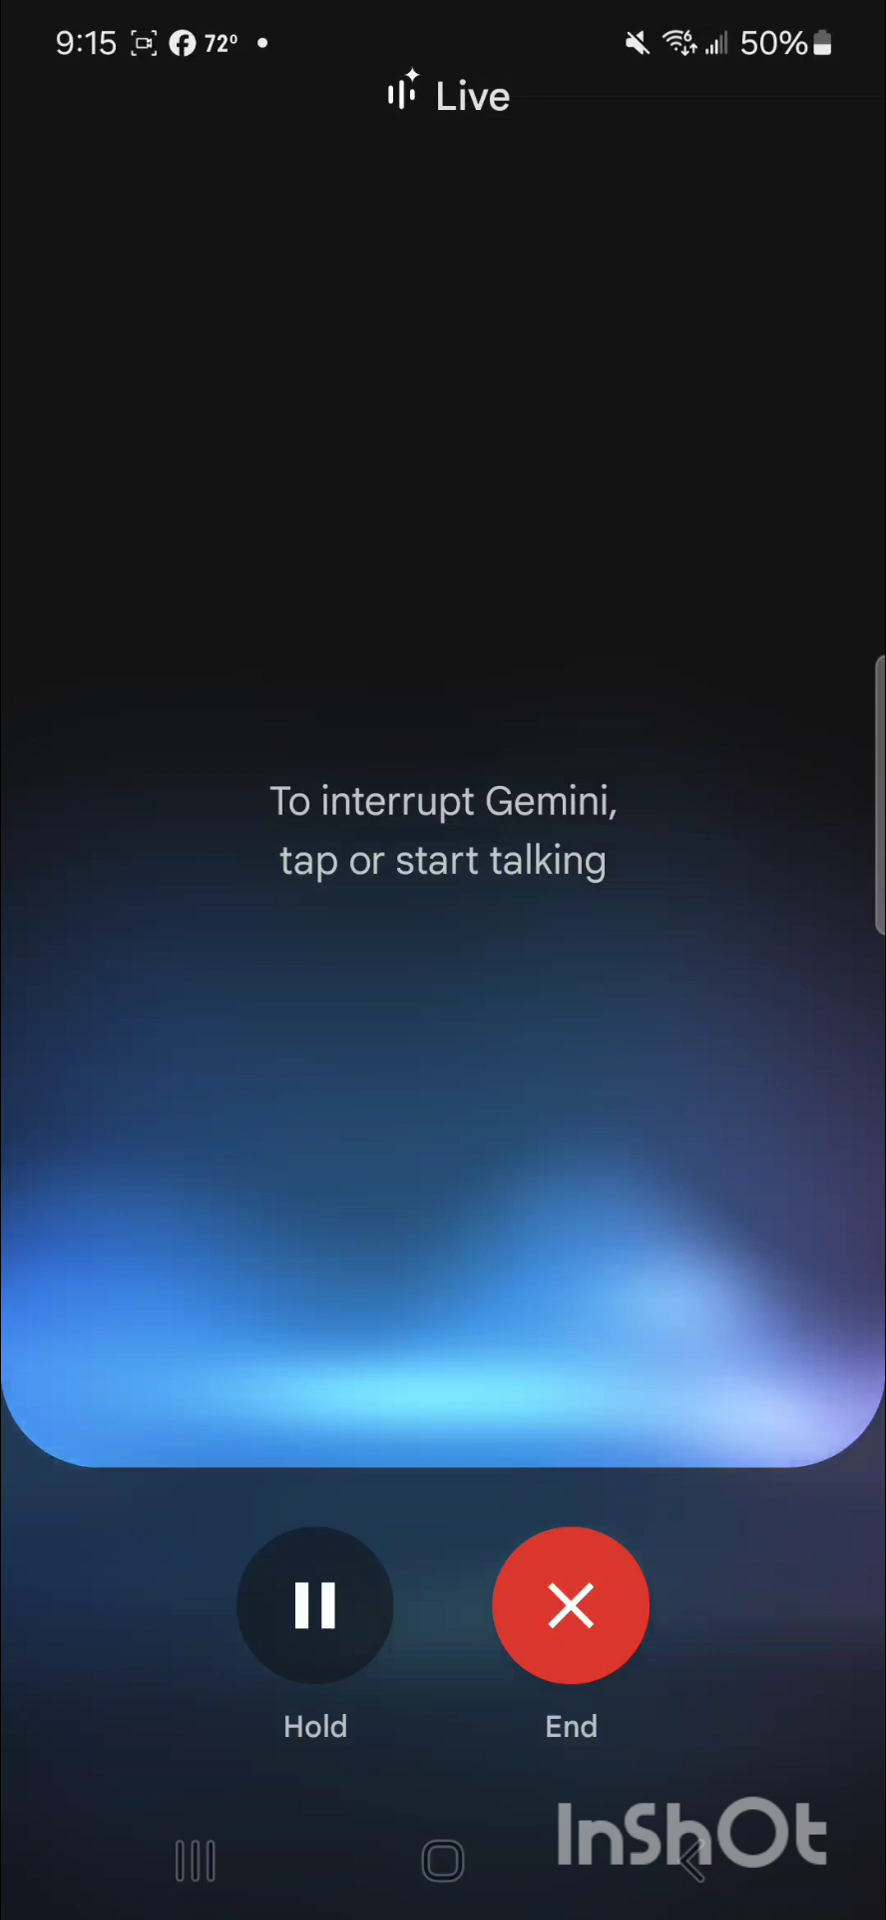 9:15 72° 50%
Live
To interrupt Gemini,
tap or start talking
Hold End
InShOt